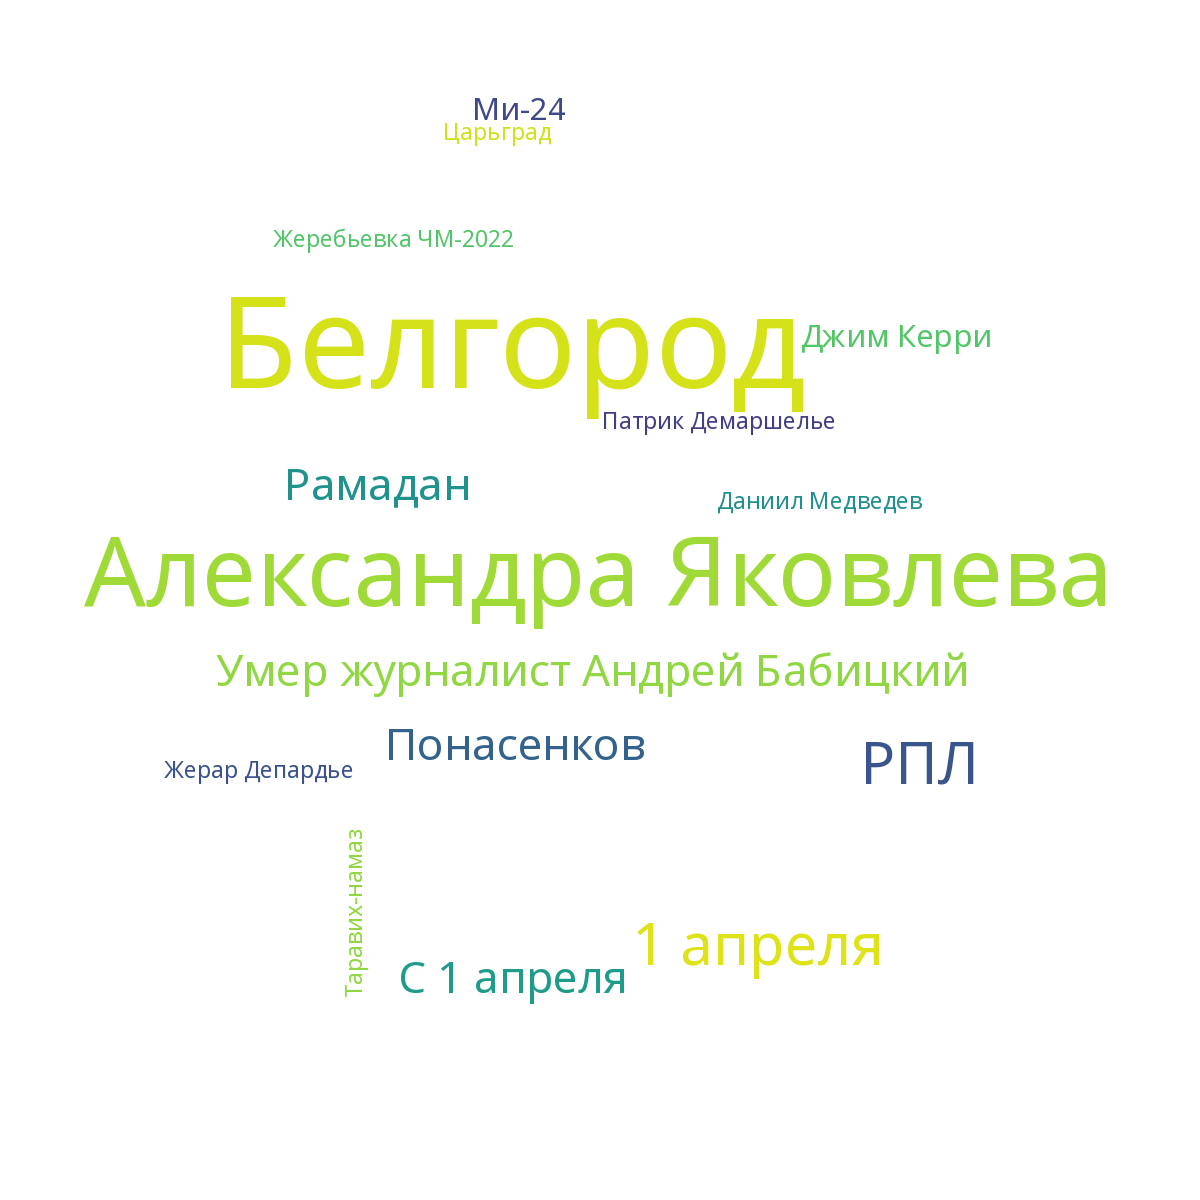 Ми-24
Царьград
Жеребьевка ЧМ-2022
Белгород
Джим Керри
Патрик Демаршелье
Рамадан
Даниил Медведев
Александра Яковлева
Умер журналист Андрей Бабицкий
Понасенков
РПЛ
Жерар Депардье
Таравих-намаз
1 апреля
С 1 апреля